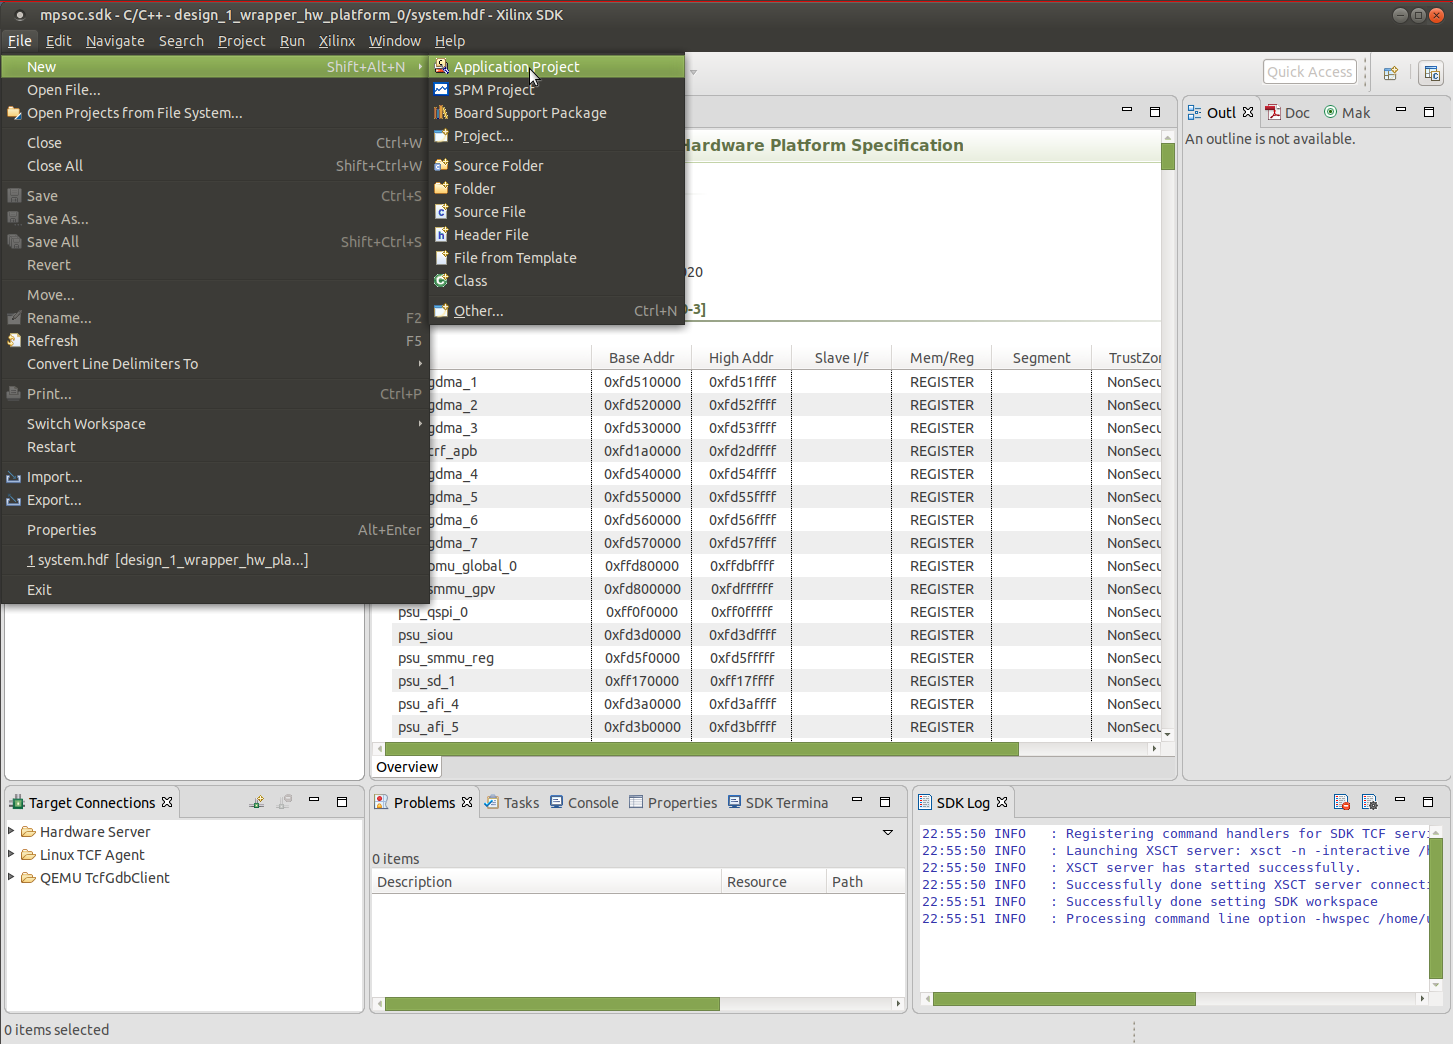 mpsoc.sdk - C/C++ - design_1_wrapper_hw_platform_0/system.hdf - Xilinx SDK
File Edit Navigate Search Project Run Xilinx Window Help
New Shift+Alt+N
Open File...
Open Projects from File System...
Close Ctrl+W
Close All Shift+Ctrl+W
Save Ctrl+S
Save As...
Save All Shift+Ctrl+S
Revert
Move...
Rename... F2
Refresh F5
Convert Line Delimiters To
Print... Ctrl+P
Switch Workspace
Restart
Import...
Export...
Properties Alt+Enter
1 system.hdf [design_1_wrapper_hw_pla...]
Exit
Application Project
SPM Project
Board Support Package
Project...
Source Folder
Folder
Source File
Header File
File from Template
Class
Other... Ctrl+N
Quick Access
Hardware Platform Specification
20
-3]
Base Addr High Addr Slave I/f Mem/Reg Segment TrustZo
gdma_1 0xfd510000 0xfd51ffff REGISTER NonSecu
gdma_2 0xfd520000 0xfd52ffff REGISTER NonSecu
gdma_3 0xfd530000 0xfd53ffff REGISTER NonSecu
crf_apb 0xfd1a0000 0xfd2dffff REGISTER NonSecu
gdma_4 0xfd540000 0xfd54ffff REGISTER NonSecu
gdma_5 0xfd550000 0xfd55ffff REGISTER NonSecu
gdma_6 0xfd560000 0xfd56ffff REGISTER NonSecu
gdma_7 0xfd570000 0xfd57ffff REGISTER NonSecu
pmu_global_0 0xffd80000 0xffdbffff REGISTER NonSecu
smmu_gpv 0xfd800000 0xfdffffff REGISTER NonSecu
psu_qspi_0 0xff0f0000 0xff0fffff REGISTER NonSecu
psu_siou 0xfd3d0000 0xfd3dffff REGISTER NonSecu
psu_smmu_reg 0xfd5f0000 0xfd5fffff REGISTER NonSecu
psu_sd_1 0xff170000 0xff17ffff REGISTER NonSecu
psu_afi_4 0xfd3a0000 0xfd3affff REGISTER NonSecu
psu_afi_5 0xfd3b0000 0xfd3bffff REGISTER NonSecu
Overview
Outl Doc Mak
An outline is not available.
Target Connections
Hardware Server
Linux TCF Agent
QEMU TcfGdbClient
Problems Tasks Console Properties SDK Termina
0 items
Description Resource Path
SDK Log
22:55:50 INFO : Registering command handlers for SDK TCF servi
22:55:50 INFO : Launching XSCT server: xsct -n -interactive /h
22:55:50 INFO : XSCT server has started successfully.
22:55:50 INFO : Successfully done setting XSCT server connecti
22:55:51 INFO : Successfully done setting SDK workspace
22:55:51 INFO : Processing command line option -hwspec /home/u
0 items selected